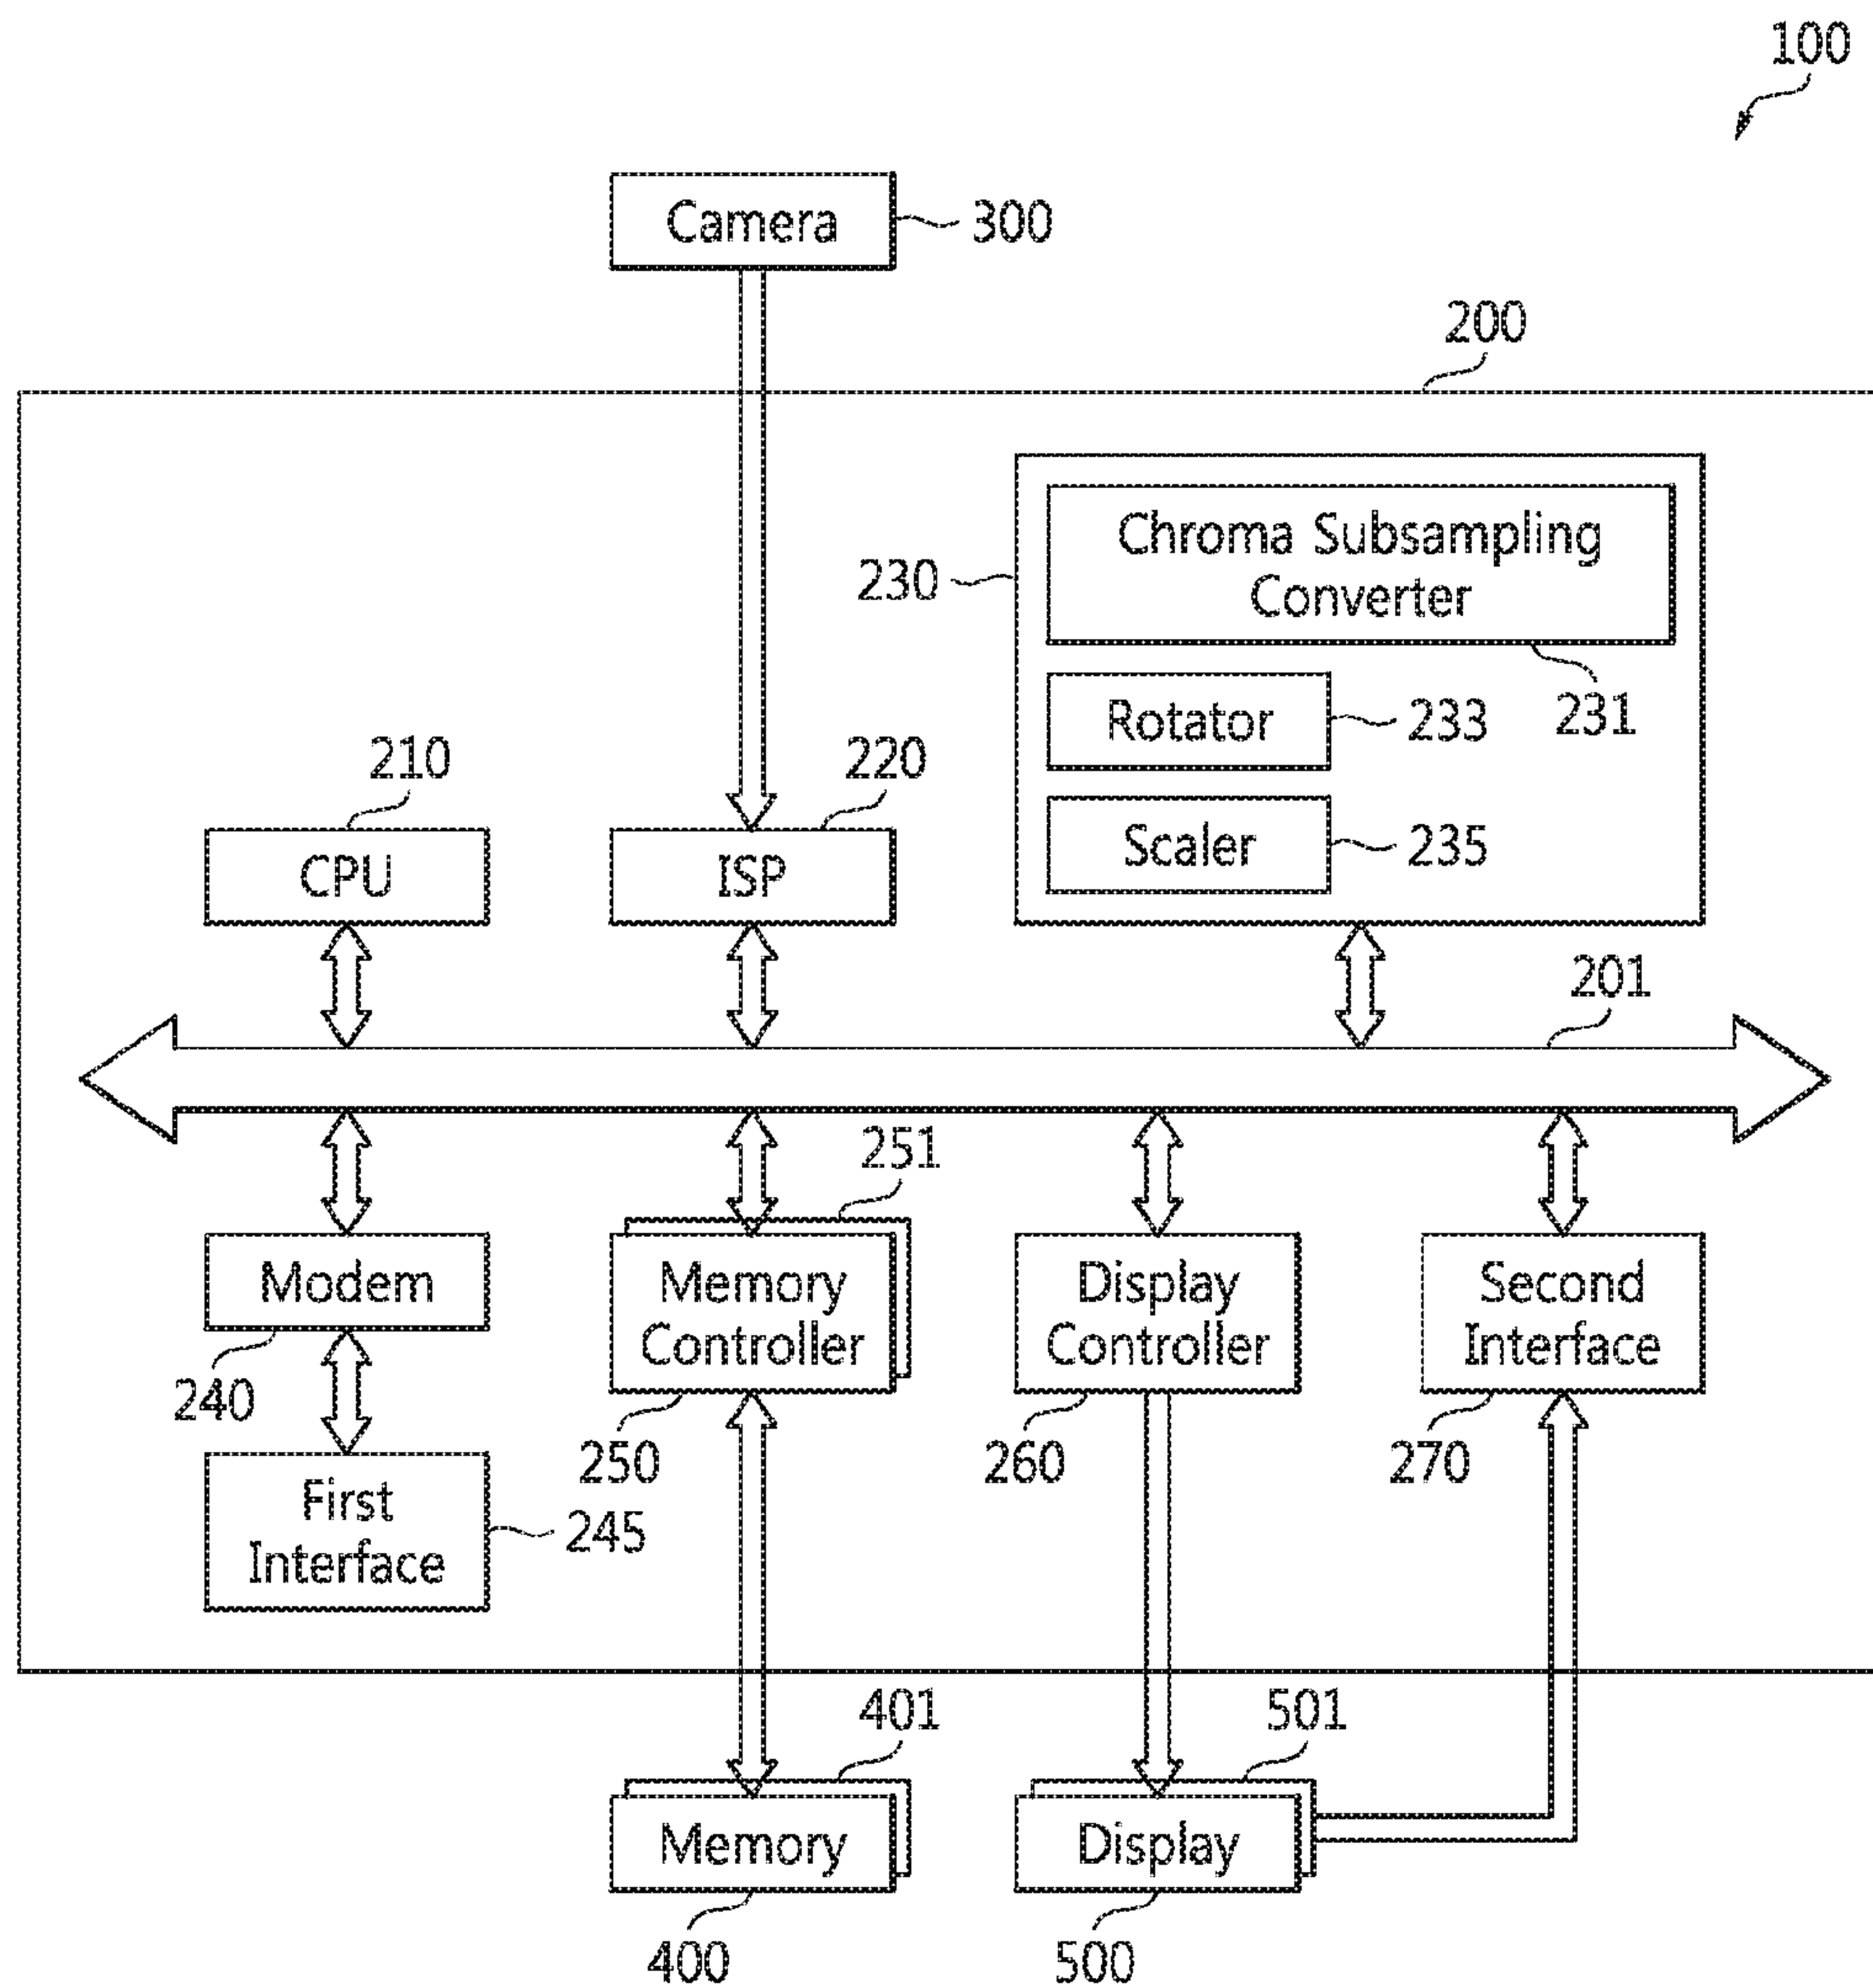 100
Camera
300
200
Chroma Subsampling
Converter
230
231
Rotator
233
210
220
Scaler
235
CPU
ISP
201
251
Modem
Memory
Controller
Display
Controller
Second
Interface
240
250
260
270
First
Interface
245
401
501
Memory
Display
400
500